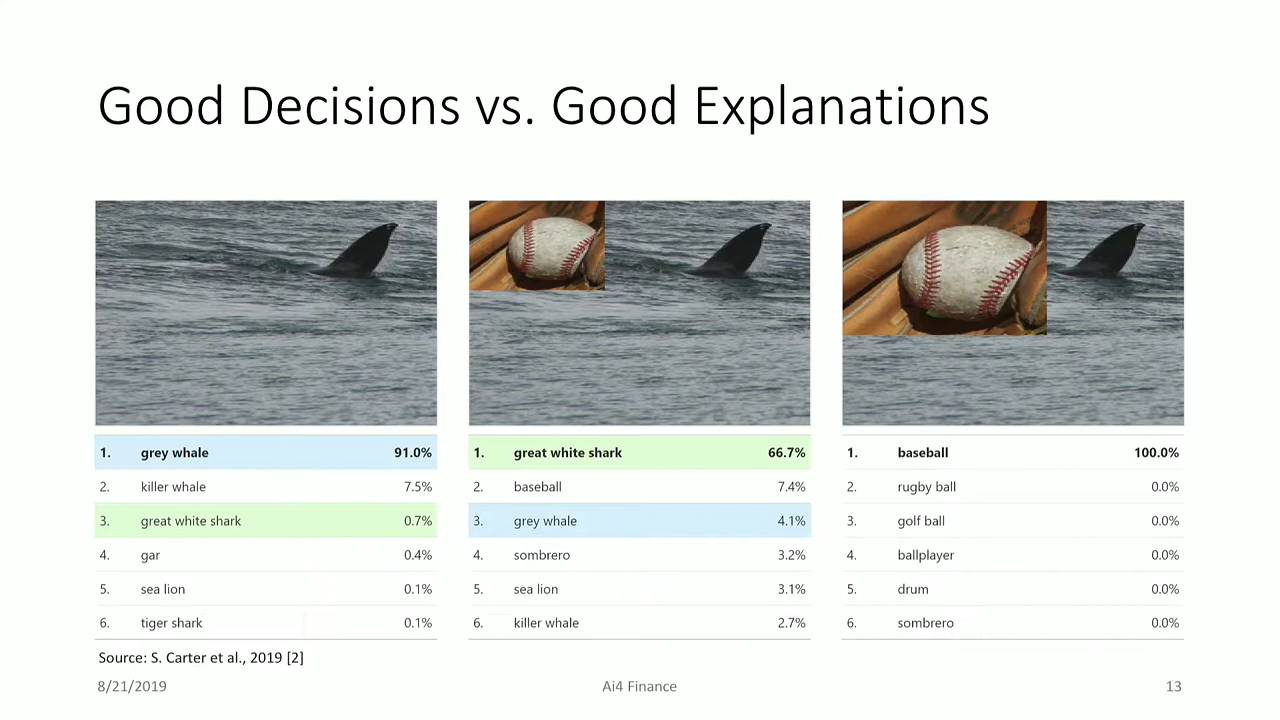 Good Decisions vs. Good Explanations
1. grey whale 91.0%
2. killer whale 7.5%
3. great white shark 0.7%
4. gar 0.4%
5. sea lion 0.1%
6. tiger shark 0.1%
1. great white shark 66.7%
2. baseball 7.4%
3. grey whale 4.1%
4. sombrero 3.2%
5. sea lion 3.1%
6. killer whale 2.7%
1. baseball 100.0%
2. rugby ball 0.0%
3. golf ball 0.0%
4. ballplayer 0.0%
5. drum 0.0%
6. sombrero 0.0%
Source: S. Carter et al., 2019 [2]
8/21/2019 Ai4 Finance 13